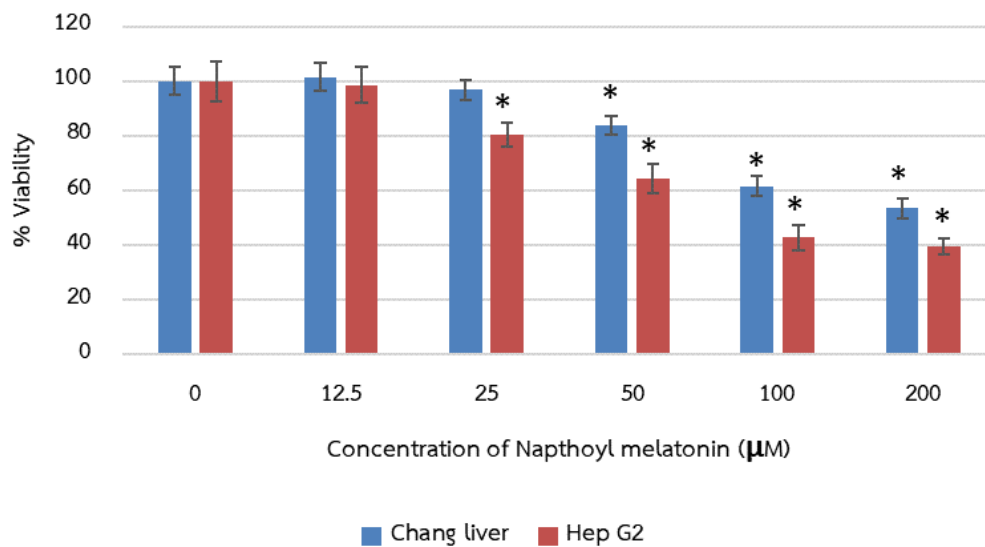 120
100
80
60
40
20
0
% Viability
* * * * * * *
0 12.5 25 50 100 200
Concentration of Napthoyl melatonin (µM)
Chang liver Hep G2